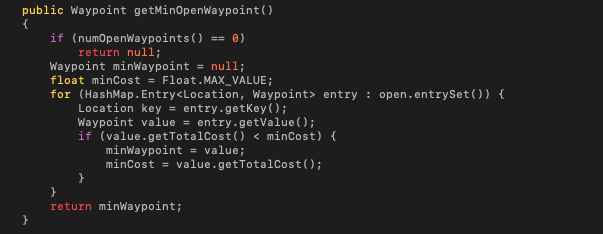 public Waypoint getMinOpenWaypoint()
{
    if (numOpenWaypoints() == 0)
        return null;
    Waypoint minWaypoint = null;
    float minCost = Float.MAX_VALUE;
    for (HashMap.Entry<Location, Waypoint> entry : open.entrySet()) {
        Location key = entry.getKey();
        Waypoint value = entry.getValue();
        if (value.getTotalCost() < minCost) {
            minWaypoint = value;
            minCost = value.getTotalCost();
        }
    }
    return minWaypoint;
}